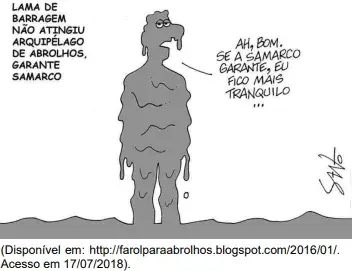 LAMA DE
BARRAGEM
NÃO ATINGIU
ARQUIPÉLAGO
DE ABROLHOS,
GARANTE
SAMARCO
AH, BOM.
SE A SAMARCO
GARANTE, EU
FICO MAIS
TRANQUILO
...
(Disponível em: http://farolparaabrolhos.blogspot.com/2016/01/.
Acesso em 17/07/2018).